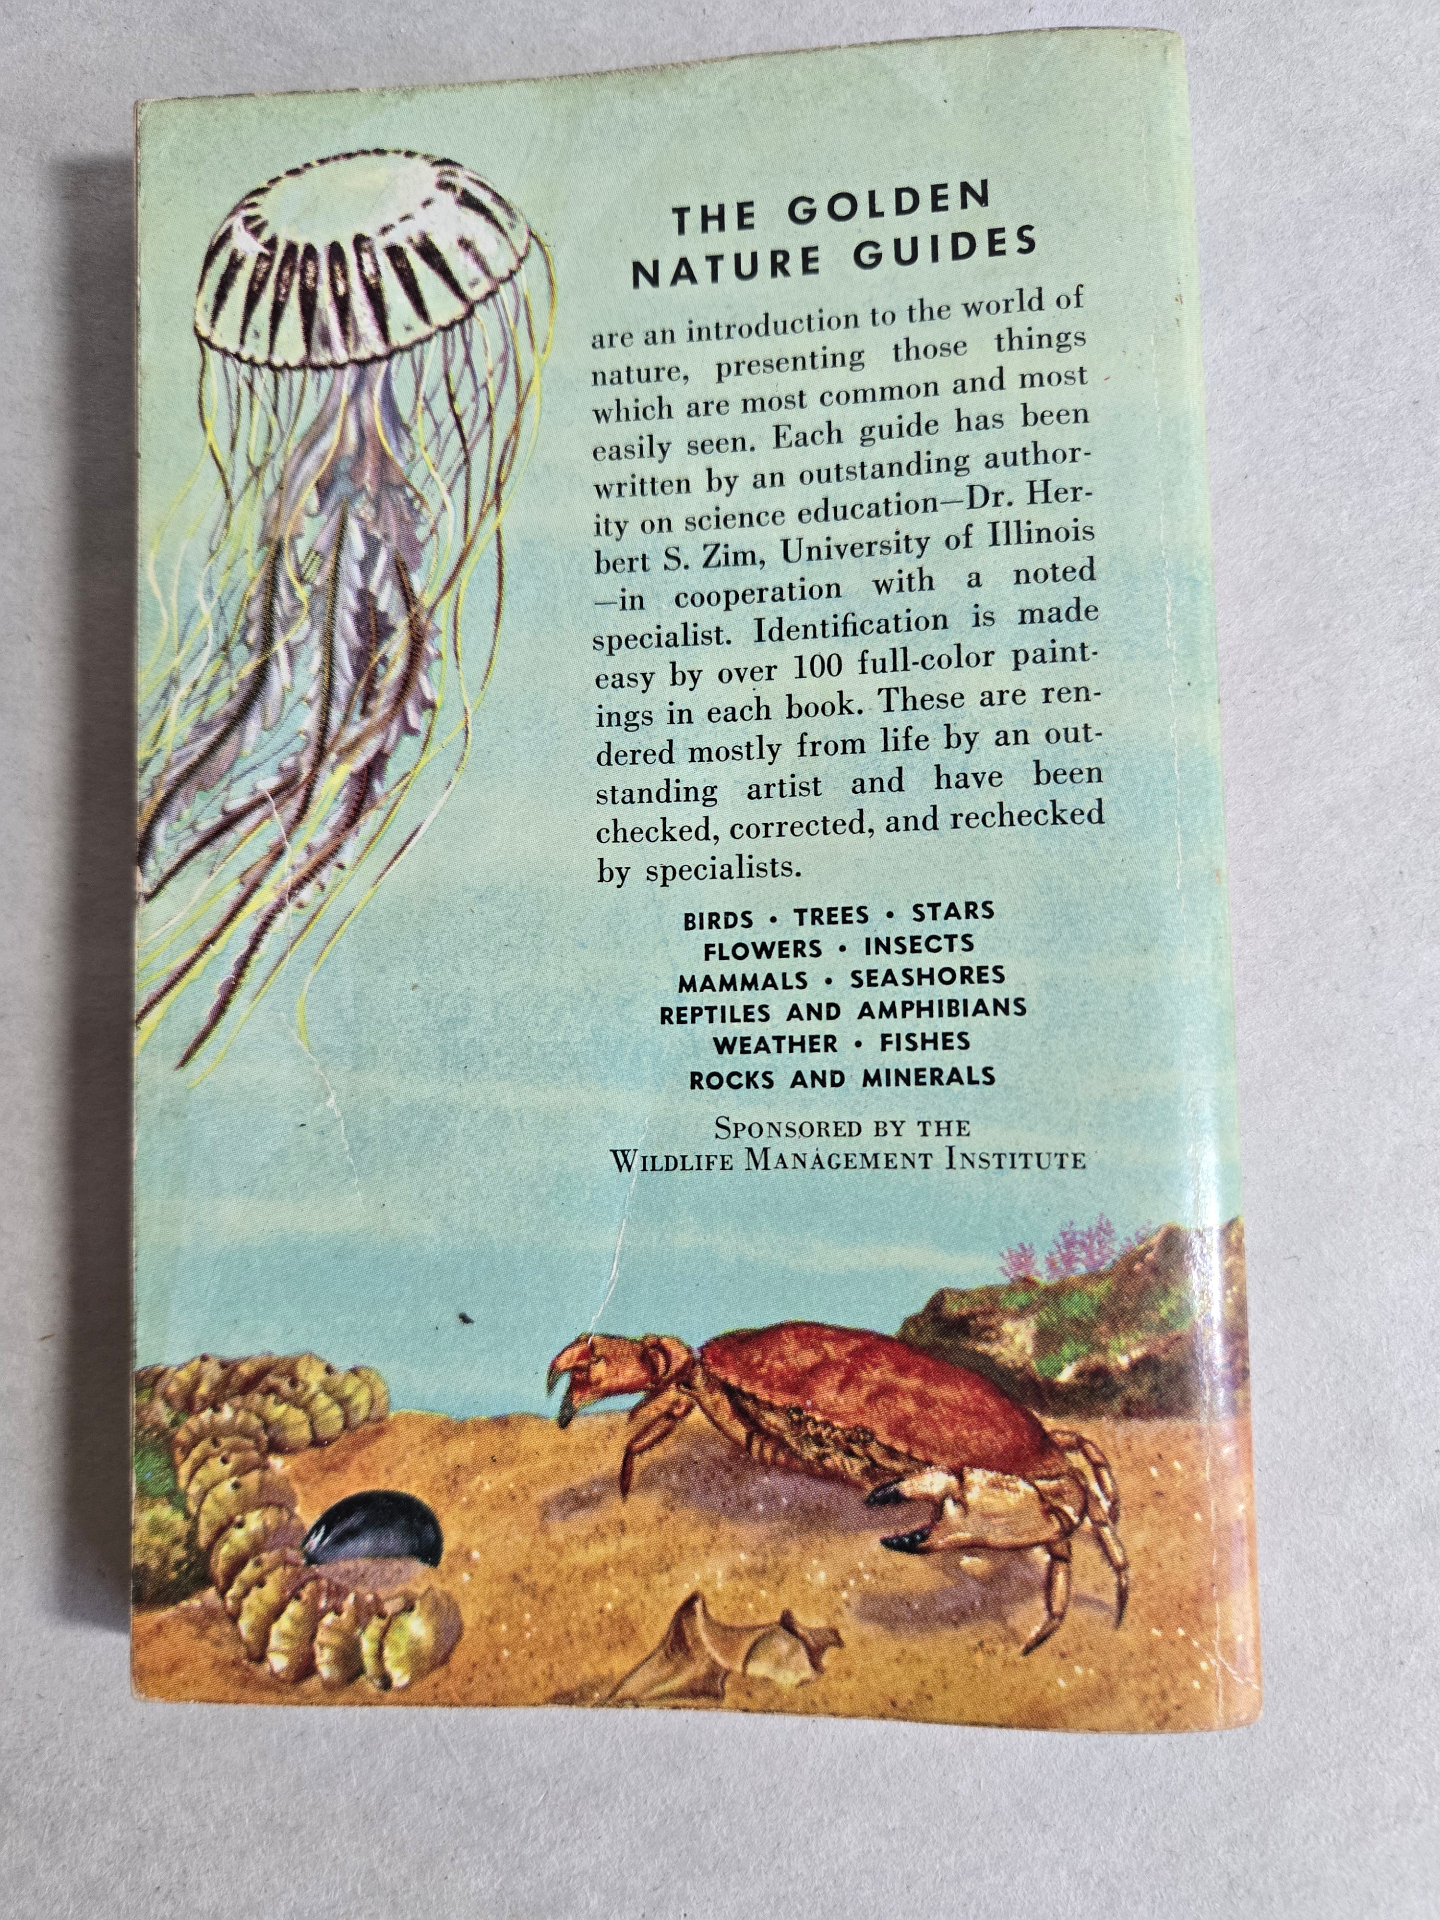 THE GOLDEN
NATURE GUIDES
are an introduction to the world of
nature, presenting those things
which are most common and most
easily seen. Each guide has been
written by an outstanding author-
ity on science education—Dr. Her-
bert S. Zim, University of Illinois
—in cooperation with a noted
specialist. Identification is made
easy by over 100 full-color paint-
ings in each book. These are ren-
dered mostly from life by an out-
standing artist and have been
checked, corrected, and rechecked
by specialists.
BIRDS • TREES • STARS
FLOWERS • INSECTS
MAMMALS • SEASHORES
REPTILES AND AMPHIBIANS
WEATHER • FISHES
ROCKS AND MINERALS
SPONSORED BY THE
WILDLIFE MANAGEMENT INSTITUTE